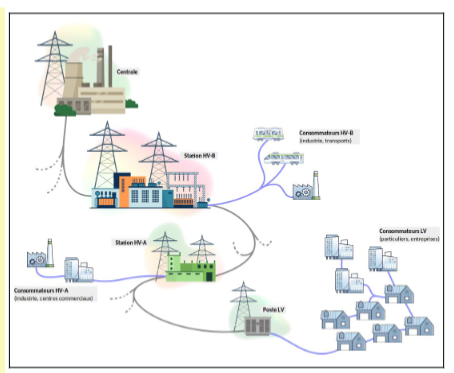 Centrale
Station HV-B
Consommateurs HV-B
(industrie, transports)
Station HV-A
Consommateurs LV
(particuliers, entreprises)
Consommateurs HV-A
(industrie, centres commerciaux)
Poste LV